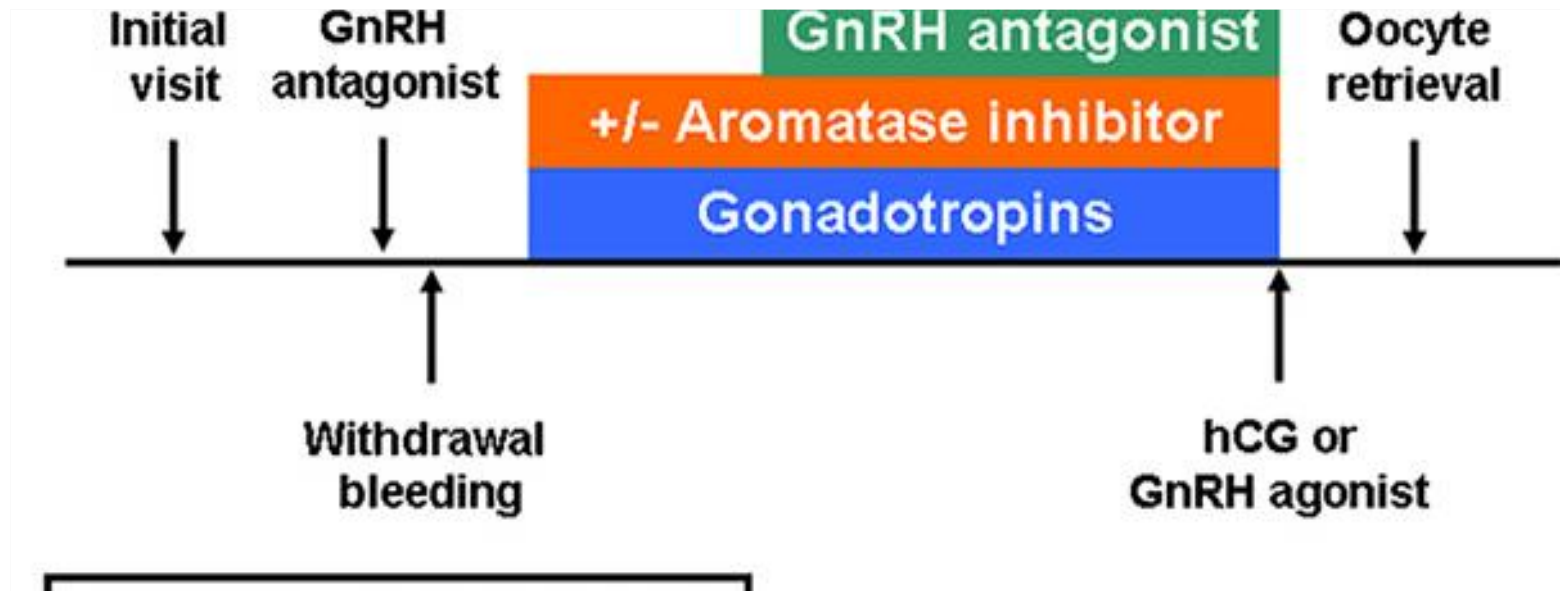 Initial
visit
GnRH
antagonist
GnRH antagonist
Oocyte
retrieval
+/- Aromatase inhibitor
Gonadotropins
Withdrawal
bleeding
hCG or
GnRH agonist